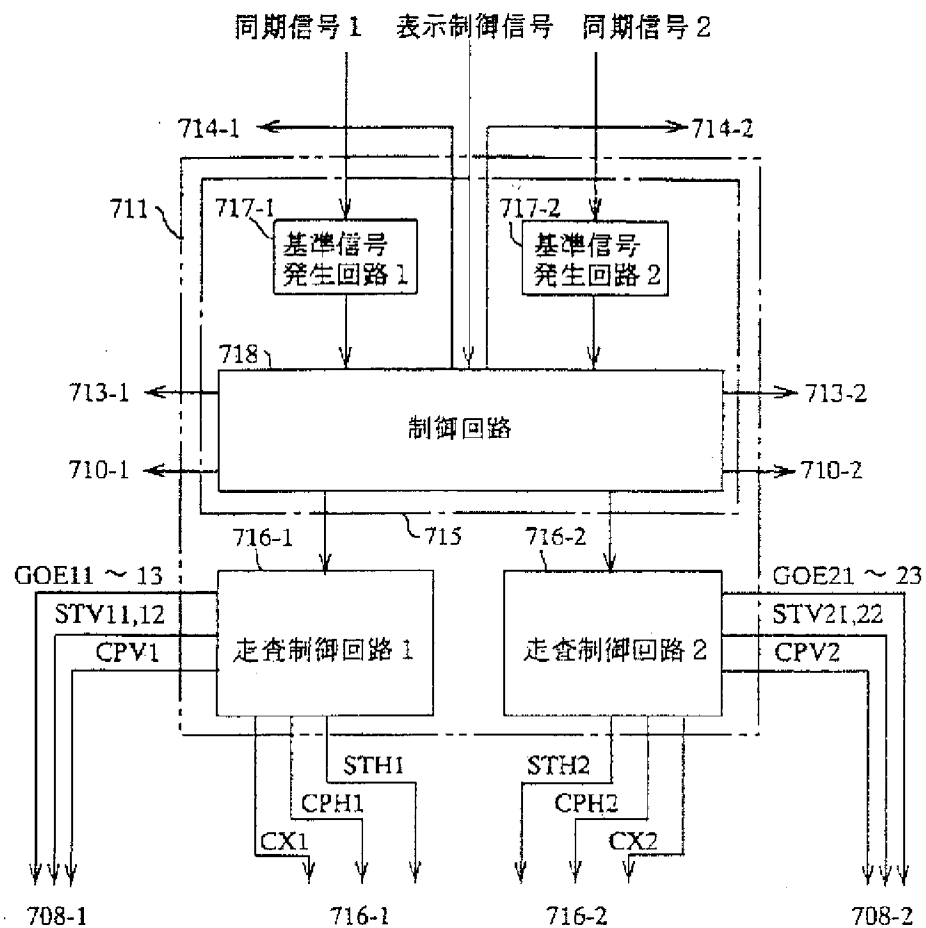 同期信号1 表示制御信号 同期信号2
714-1
714-2
711
717-1
717-2
基準信号
発生回路1
基準信号
発生回路2
718
713-1
713-2
制御回路
710-1
710-2
715
716-1
716-2
GOE11 ～ 13
GOE21 ～ 23
STV11,12
STV21,22
CPV1
CPV2
走査制御回路1
走査制御回路2
STH1
STH2
CPH1
CPH2
CX1
CX2
708-1
716-1
716-2
708-2